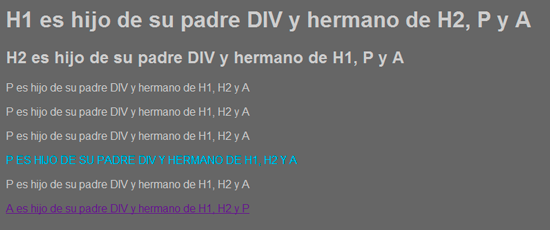 H1 es hijo de su padre DIV y hermano de H2, P y A
H2 es hijo de su padre DIV y hermano de H1, P y A
P es hijo de su padre DIV y hermano de H1, H2 y A
P es hijo de su padre DIV y hermano de H1, H2 y A
P es hijo de su padre DIV y hermano de H1, H2 y A
P ES HIJO DE SU PADRE DIV Y HERMANO DE H1, H2 Y A
P es hijo de su padre DIV y hermano de H1, H2 y A
A es hijo de su padre DIV y hermano de H1, H2 y P